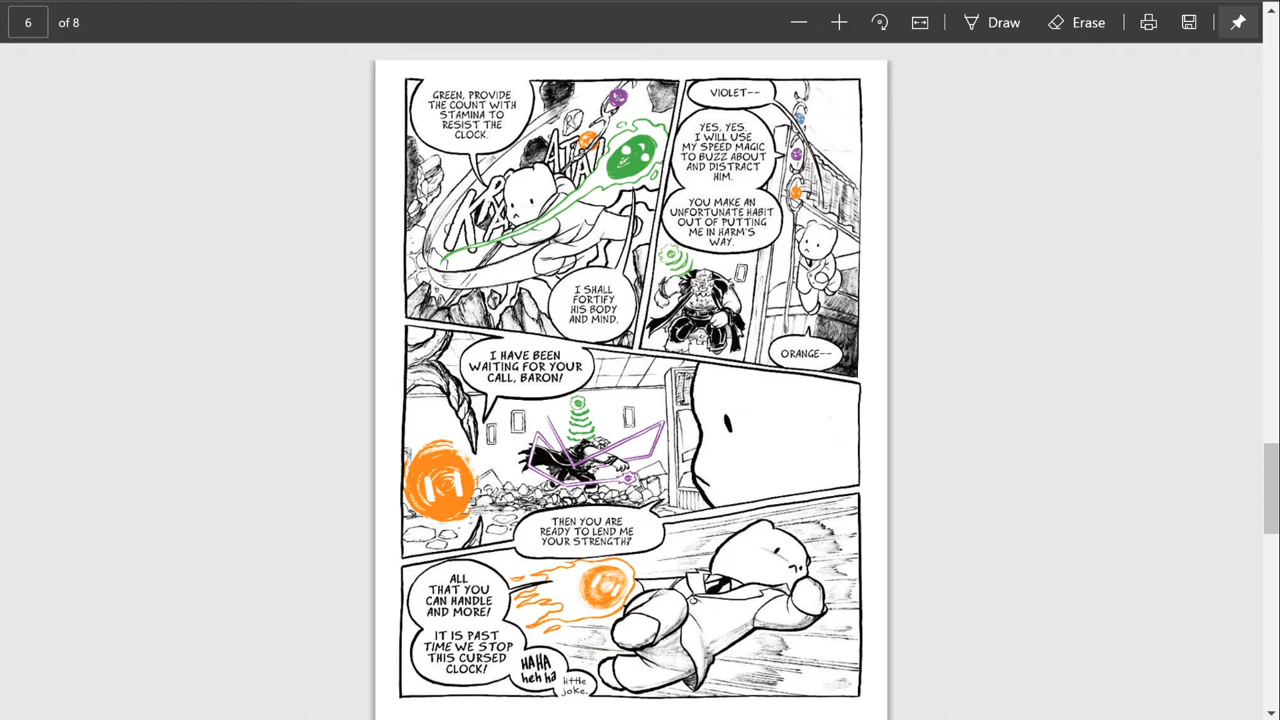 6 of 8
Draw
Erase
GREEN, PROVIDE
THE COUNT WITH
STAMINA TO
RESIST THE
CLOCK.
I SHALL
FORTIFY
HIS BODY
AND MIND.
VIOLET--
YES, YES.
I WILL USE
MY SPEED MAGIC
TO BUZZ ABOUT
AND DISTRACT
HIM.
YOU MAKE AN
UNFORTUNATE HABIT
OUT OF PUTTING
ME IN HARM'S
WAY.
ORANGE--
I HAVE BEEN
WAITING FOR YOUR
CALL, BARON!
THEN YOU ARE
READY TO LEND ME
YOUR STRENGTH?
ALL
THAT YOU
CAN HANDLE
AND MORE!
IT IS PAST
TIME WE STOP
THIS CURSED
CLOCK!
HAHA
heh ha
little
joke.